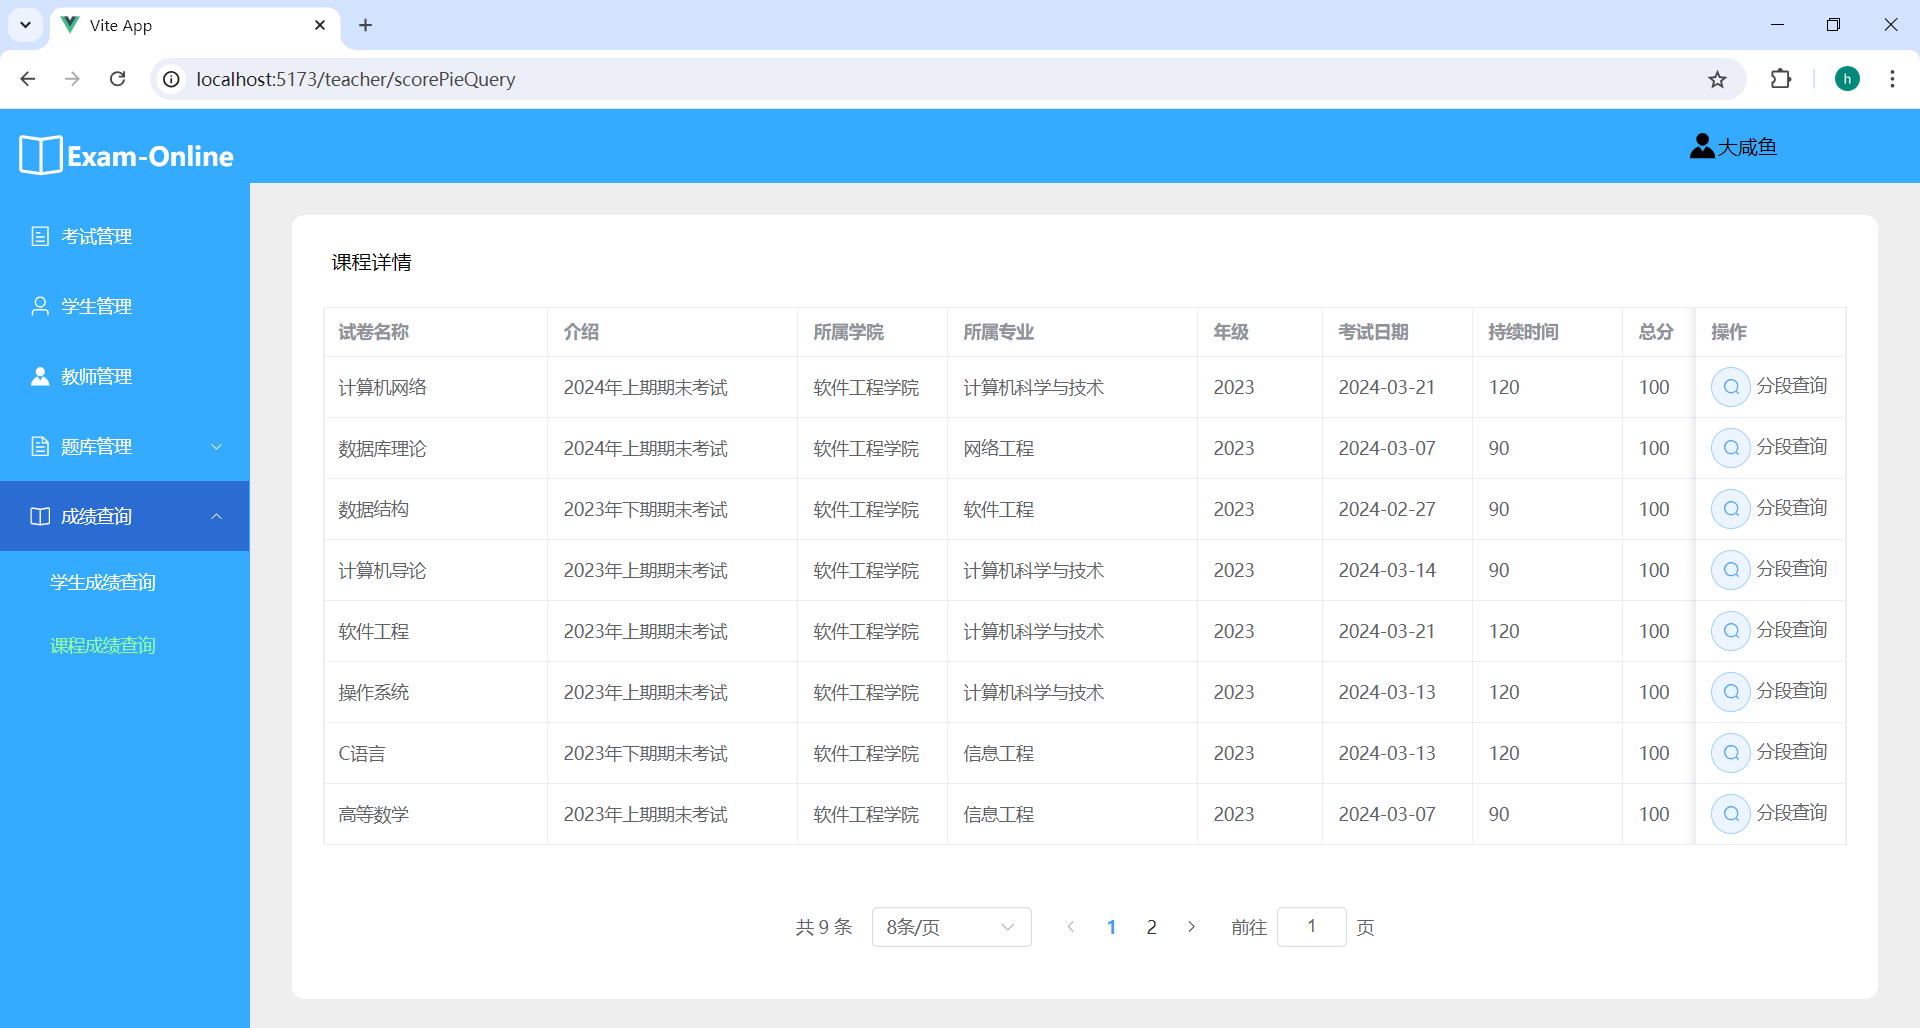 Vite App
localhost:5173/teacher/scorePieQuery
h
Exam-Online
大咸鱼
考试管理
学生管理
教师管理
题库管理
成绩查询
学生成绩查询
课程成绩查询
课程详情
试卷名称 介绍 所属学院 所属专业 年级 考试日期 持续时间 总分 操作
计算机网络 2024年上期期末考试 软件工程学院 计算机科学与技术 2023 2024-03-21 120 100 分段查询
数据库理论 2024年上期期末考试 软件工程学院 网络工程 2023 2024-03-07 90 100 分段查询
数据结构 2023年下期期末考试 软件工程学院 软件工程 2023 2024-02-27 90 100 分段查询
计算机导论 2023年上期期末考试 软件工程学院 计算机科学与技术 2023 2024-03-14 90 100 分段查询
软件工程 2023年上期期末考试 软件工程学院 计算机科学与技术 2023 2024-03-21 120 100 分段查询
操作系统 2023年上期期末考试 软件工程学院 计算机科学与技术 2023 2024-03-13 120 100 分段查询
C语言 2023年下期期末考试 软件工程学院 信息工程 2023 2024-03-13 120 100 分段查询
高等数学 2023年上期期末考试 软件工程学院 信息工程 2023 2024-03-07 90 100 分段查询
共 9 条 8条/页 1 2 前往 1 页